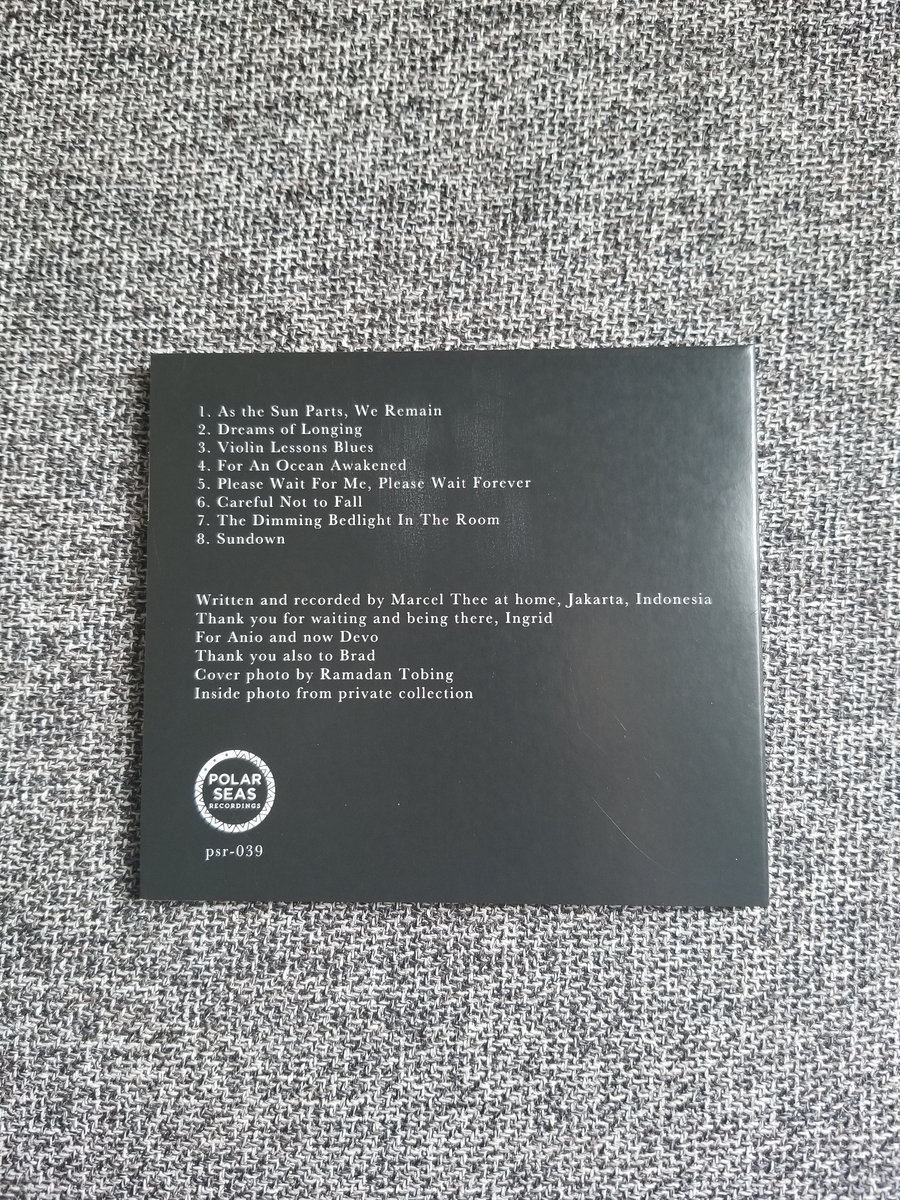 1. As the Sun Parts, We Remain
2. Dreams of Longing
3. Violin Lessons Blues
4. For An Ocean Awakened
5. Please Wait For Me, Please Wait Forever
6. Careful Not to Fall
7. The Dimming Bedlight In The Room
8. Sundown
Written and recorded by Marcel Thee at home, Jakarta, Indonesia
Thank you for waiting and being there, Ingrid
For Anio and now Devo
Thank you also to Brad
Cover photo by Ramadan Tobing
Inside photo from private collection
POLAR
SEAS
RECORDINGS
psr-039